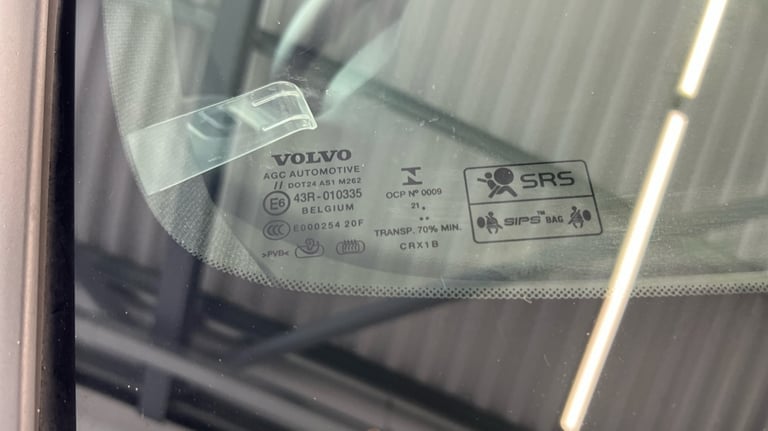 VOLVO
AGC AUTOMOTIVE
// DOT24 AS1 M262
E6 43R-010335
BELGIUM
CCC E000254 20F
>PVB<
OCP Nº 0009
21
TRANSP. 70% MIN.
CRX1B
SRS
SIPS™ BAG